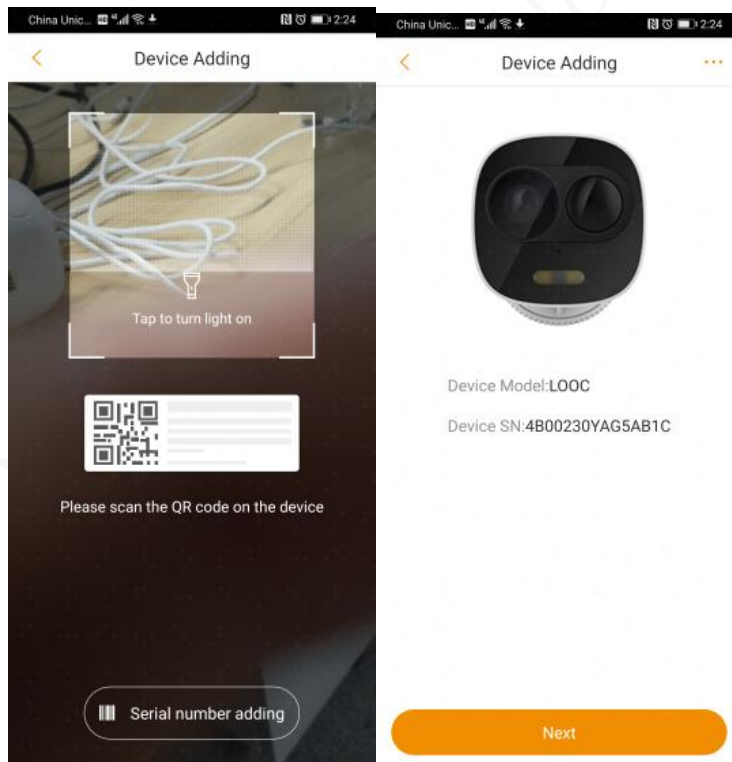 China Unic... 2:24
Device Adding
Tap to turn light on
Please scan the QR code on the device
Serial number adding
China Unic... 2:24
Device Adding
Device Model:LOOC
Device SN:4B00230YAG5AB1C
Next